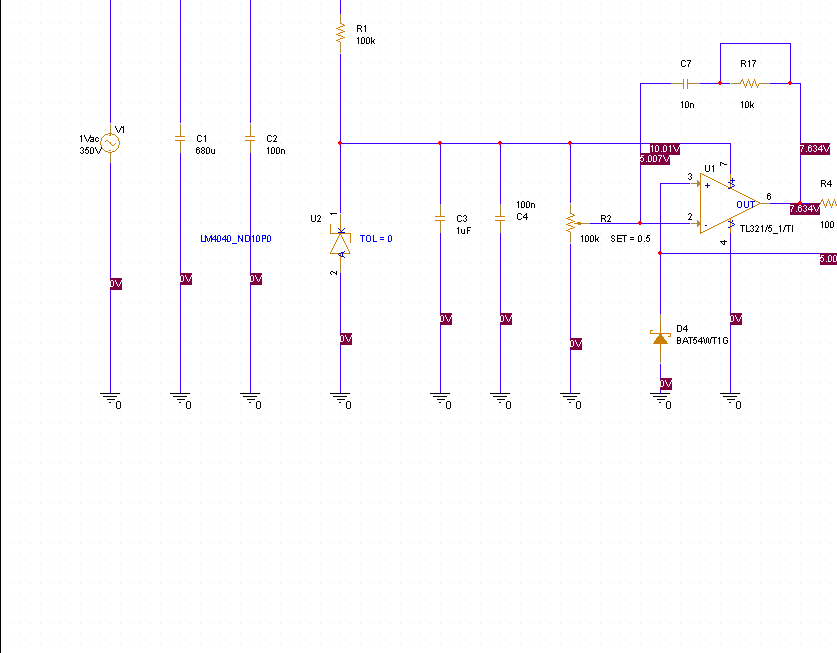 R1
100k
C7
R17
10n
10k
1Vac
350V
V1
C1
680u
C2
100n
10.01V
5.007V
7.634V
7
U1
3
+
V+
OUT
6
2
-
V-
4
7.634V
R4
100
TL321/5_1/TI
U2
1
K
A
2
LM4040_ND10P0
TOL = 0
C3
1uF
100n
C4
R2
100k
SET = 0.5
5.00
0V
0V
0V
0V
0V
0V
0V
0V
0V
0V
D4
BAT54WT1G
0
0
0
0
0
0
0
0
0